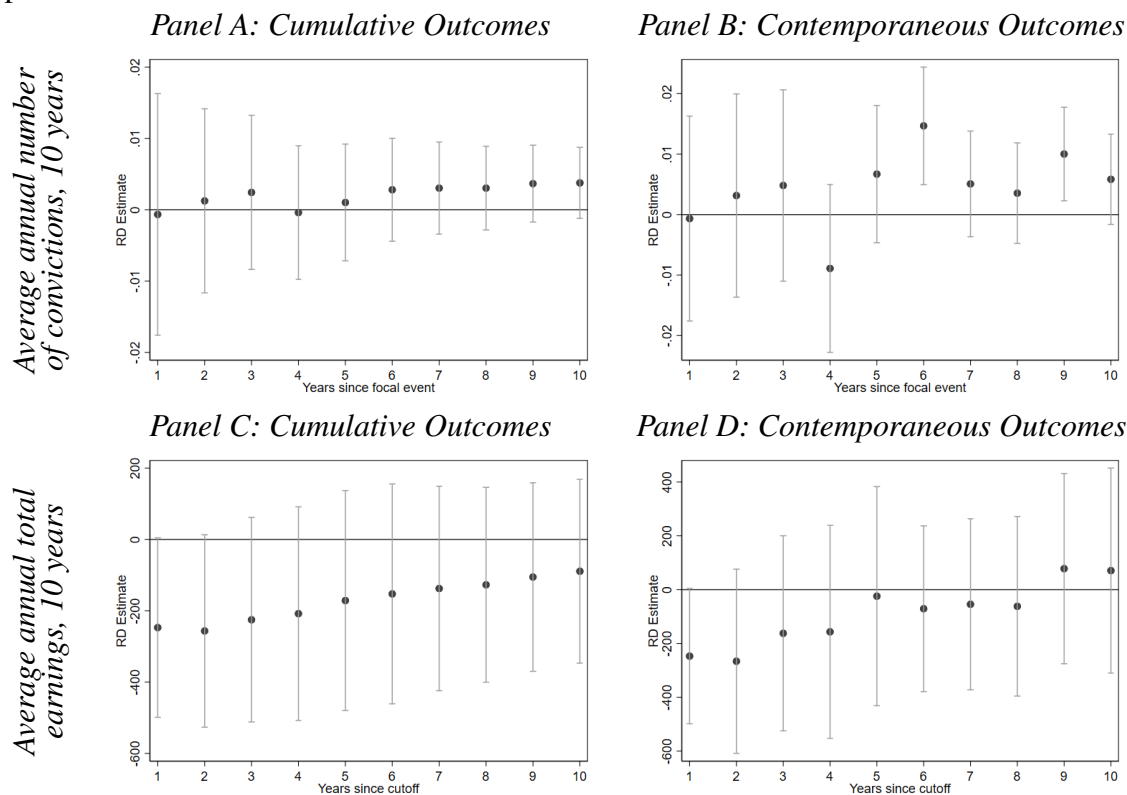 Panel A: Cumulative Outcomes
Panel B: Contemporaneous Outcomes
Average annual number
of convictions, 10 years
RD Estimate
.02
.01
0
-.01
-.02
1 2 3 4 5 6 7 8 9 10
Years since focal event
RD Estimate
.02
.01
0
-.01
-.02
1 2 3 4 5 6 7 8 9 10
Years since focal event
Panel C: Cumulative Outcomes
Panel D: Contemporaneous Outcomes
Average annual total
earnings, 10 years
RD Estimate
200
0
-200
-400
-600
1 2 3 4 5 6 7 8 9 10
Years since cutoff
RD Estimate
400
200
0
-200
-400
-600
1 2 3 4 5 6 7 8 9 10
Years since cutoff